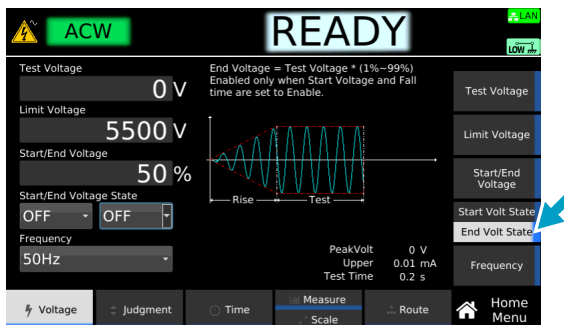 ACW
READY
LAN
LOW
Test Voltage
0 V
Limit Voltage
5500 V
Start/End Voltage
50 %
Start/End Voltage State
OFF
OFF
Frequency
50Hz
End Voltage = Test Voltage * (1%~99%)
Enabled only when Start Voltage and Fall
time are set to Enable.
Rise
Test
PeakVolt 0 V
Upper 0.01 mA
Test Time 0.2 s
Test Voltage
Limit Voltage
Start/End
Voltage
Start Volt State
End Volt State
Frequency
Voltage
Judgment
Time
Measure
Scale
Route
Home
Menu